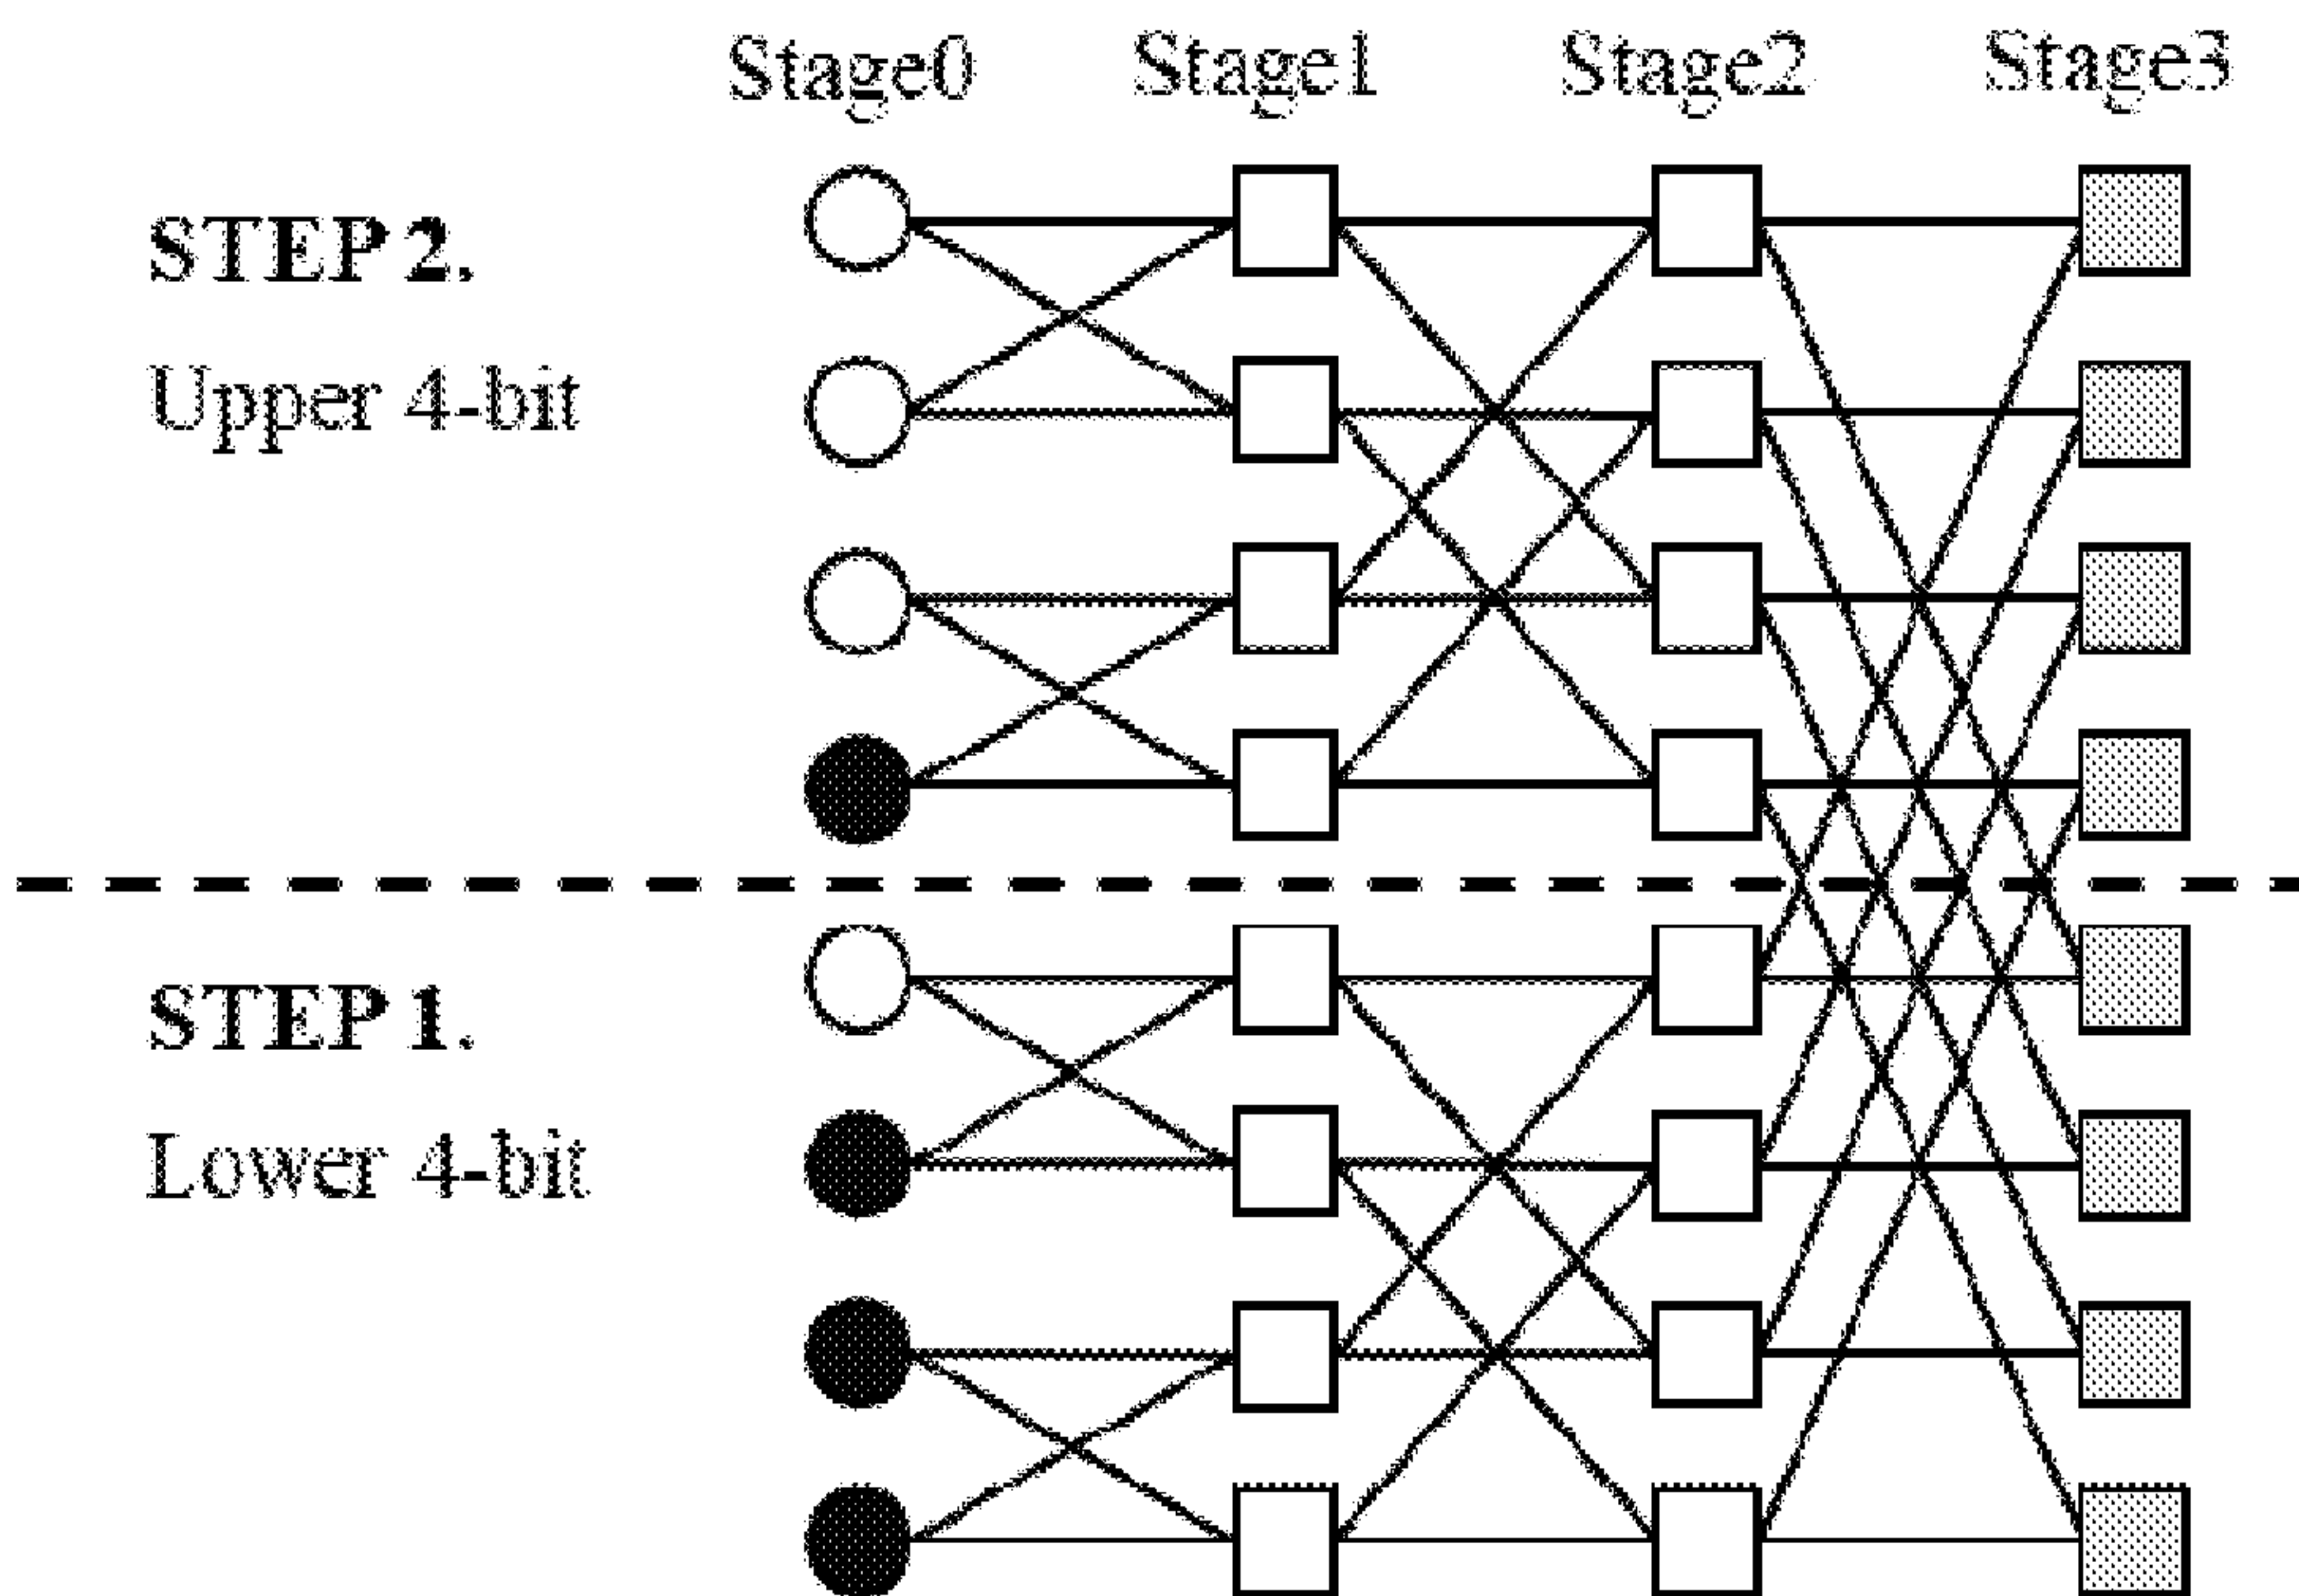 Stage0 Stage1 Stage2 Stage3
STEP 2.
Upper 4-bit
STEP 1.
Lower 4-bit